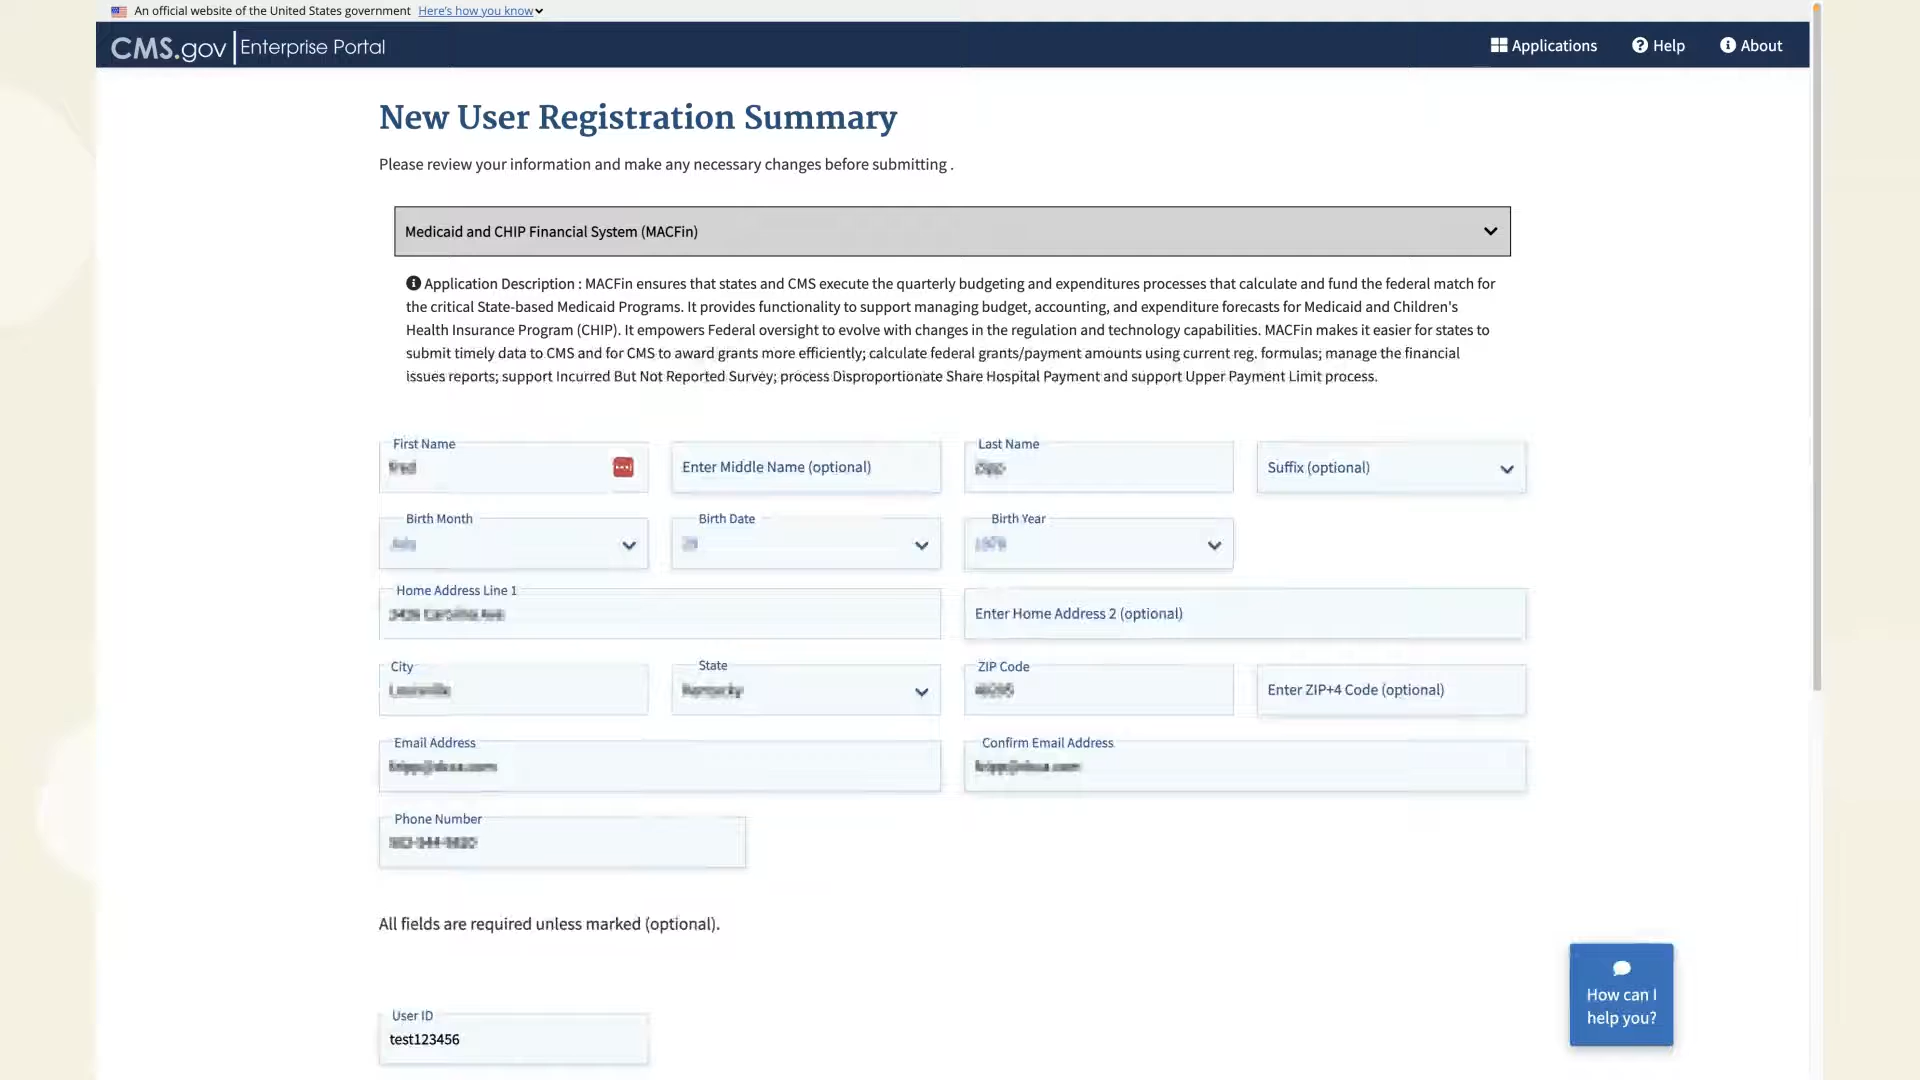 An official website of the United States government Here's how you know
CMS.gov Enterprise Portal
Applications Help About
New User Registration Summary
Please review your information and make any necessary changes before submitting .
Medicaid and CHIP Financial System (MACFin)
Application Description : MACFin ensures that states and CMS execute the quarterly budgeting and expenditures processes that calculate and fund the federal match for
the critical State-based Medicaid Programs. It provides functionality to support managing budget, accounting, and expenditure forecasts for Medicaid and Children's
Health Insurance Program (CHIP). It empowers Federal oversight to evolve with changes in the regulation and technology capabilities. MACFin makes it easier for states to
submit timely data to CMS and for CMS to award grants more efficiently; calculate federal grants/payment amounts using current reg. formulas; manage the financial
issues reports; support Incurred But Not Reported Survey; process Disproportionate Share Hospital Payment and support Upper Payment Limit process.
First Name
Enter Middle Name (optional)
Last Name
Suffix (optional)
Birth Month
Birth Date
Birth Year
Home Address Line 1
Enter Home Address 2 (optional)
City
State
ZIP Code
Enter ZIP+4 Code (optional)
Email Address
Confirm Email Address
Phone Number
All fields are required unless marked (optional).
User ID
test123456
How can I
help you?